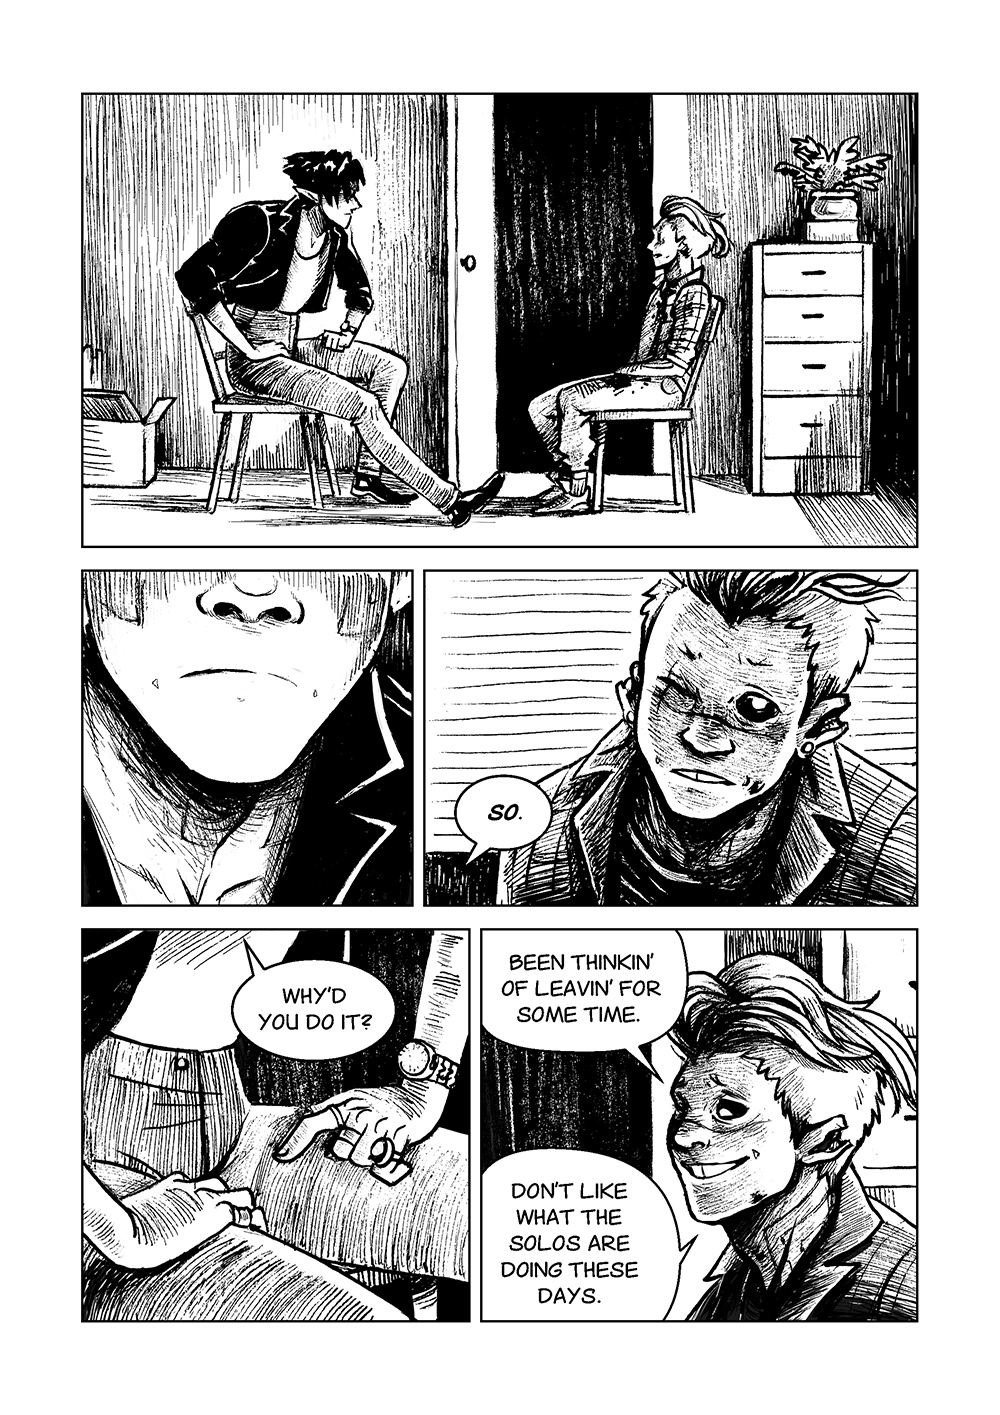 SO.
WHY'D
YOU DO IT?
BEEN THINKIN'
OF LEAVIN' FOR
SOME TIME.
DON'T LIKE
WHAT THE
SOLOS ARE
DOING THESE
DAYS.